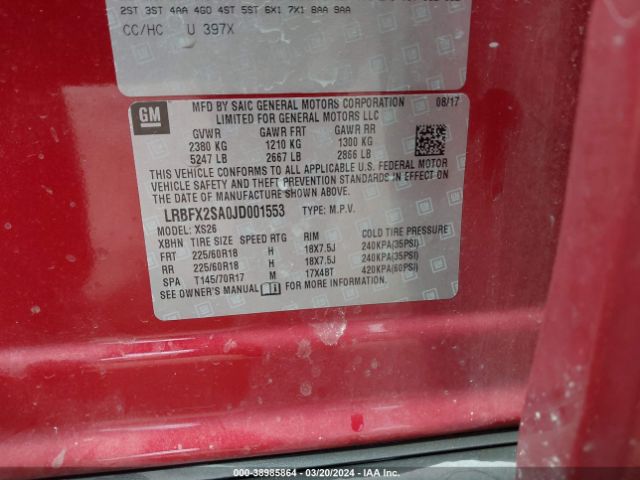 2ST 3ST 4AA 4GO 4ST 5ST 6X1 7X1 8AA 9AA
CC/HC U 397X
GM
MFD BY SAIC GENERAL MOTORS CORPORATION 08/17
LIMITED FOR GENERAL MOTORS LLC
GVWR GAWR FRT GAWR RR
2380 KG 1210 KG 1300 KG
5247 LB 2667 LB 2866 LB
THIS VEHICLE CONFORMS TO ALL APPLICABLE U.S. FEDERAL MOTOR
VEHICLE SAFETY AND THEFT PREVENTION STANDARDS IN EFFECT ON
THE DATE OF MANUFACTURE SHOWN ABOVE.
LRBFX2SA0JD001553 TYPE: M.P.V.
MODEL: XS26
XBHN TIRE SIZE SPEED RTG RIM COLD TIRE PRESSURE
FRT 225/60R18 H 18X7.5J 240KPA(35PSI)
RR 225/60R18 H 18X7.5J 240KPA(35PSI)
SPA T145/70R17 M 17X4BT 420KPA(60PSI)
SEE OWNER'S MANUAL FOR MORE INFORMATION.
000-38985864 / 03/20/2024 / IAA Inc.